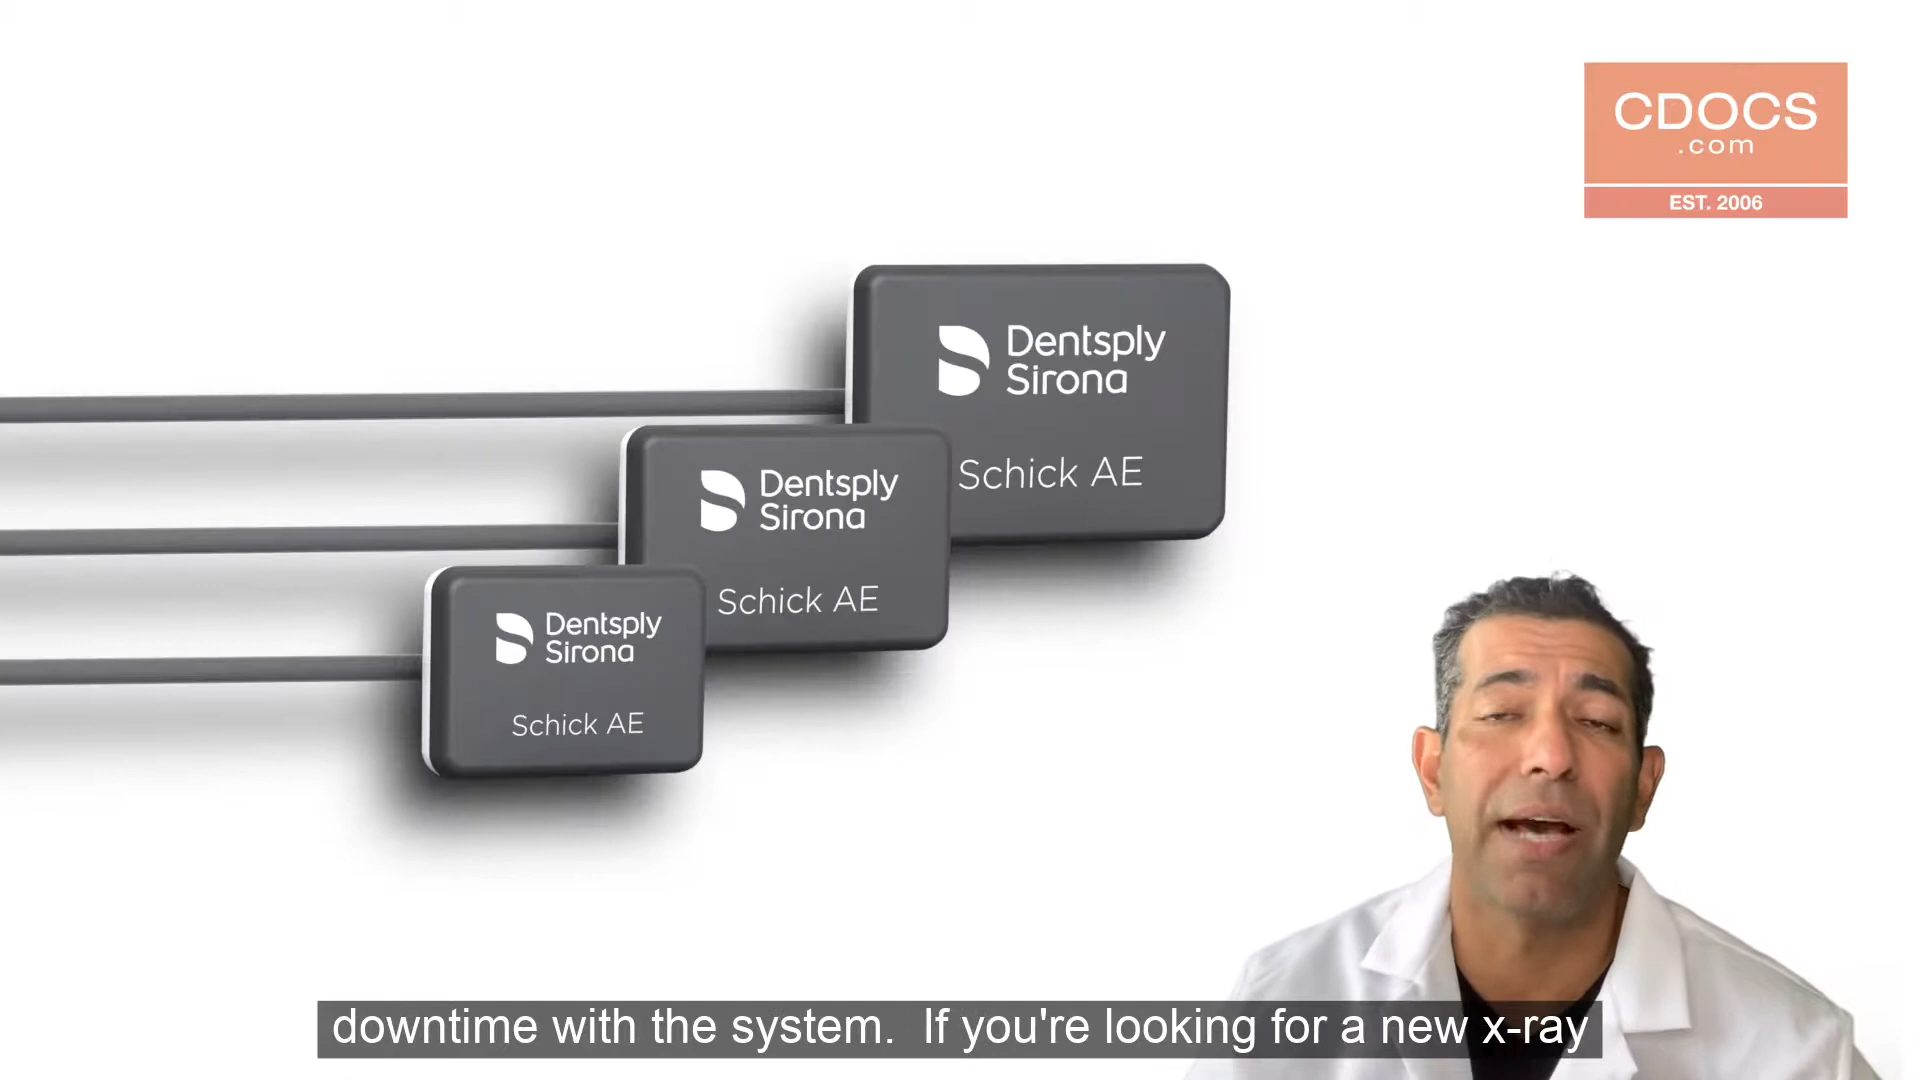 CDOCS
.com
EST. 2006
Dentsply
Sirona
Schick AE
Dentsply
Sirona
Schick AE
Dentsply
Sirona
Schick AE
downtime with the system.  If you're looking for a new x-ray